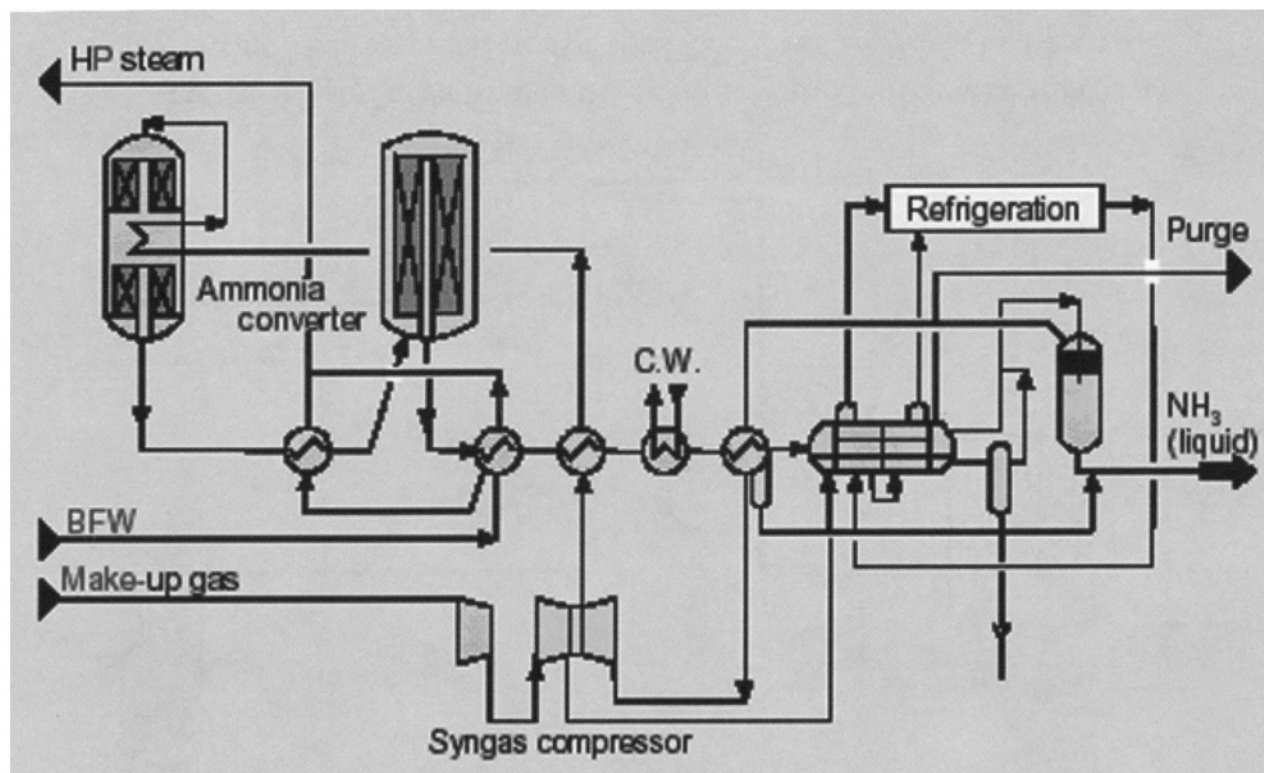 HP steam
Refrigeration
Purge
Ammonia
converter
C.W.
NH₃
(liquid)
BFW
Make-up gas
Syngas compressor